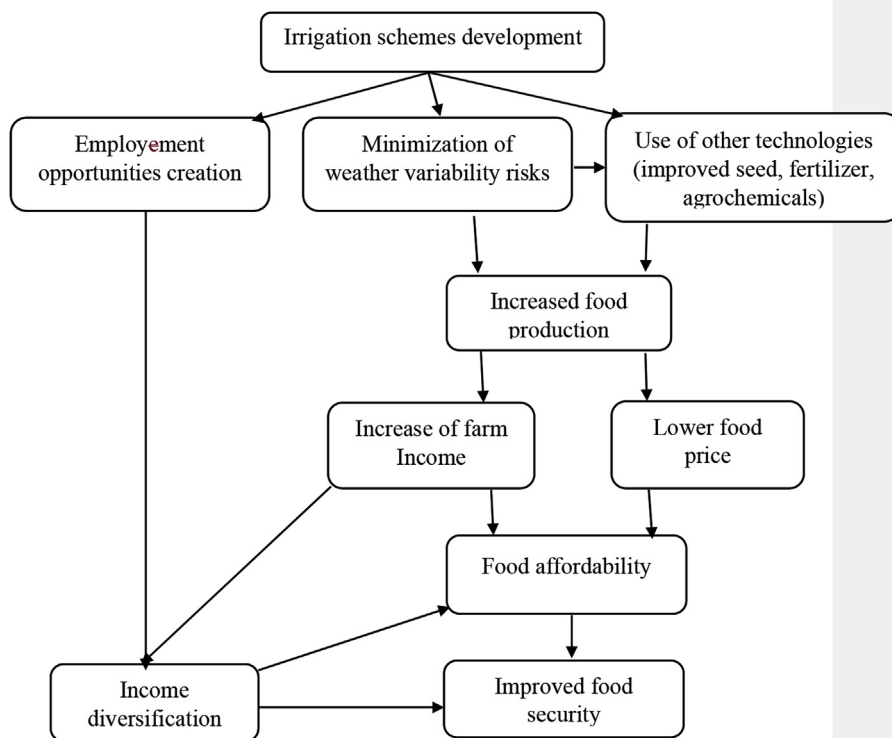 Irrigation schemes development
Employement
opportunities creation
Minimization of
weather variability risks
Use of other technologies
(improved seed, fertilizer,
agrochemicals)
Increased food
production
Increase of farm
Income
Lower food
price
Food affordability
Income
diversification
Improved food
security